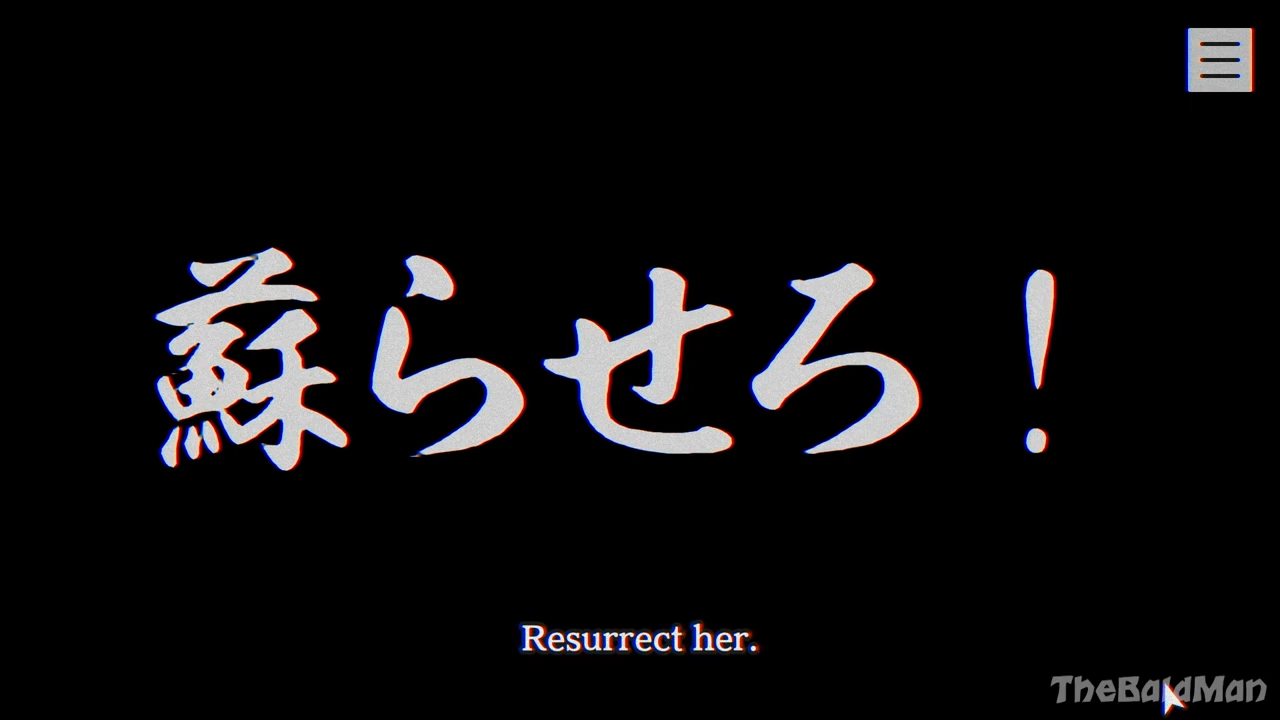 蘇らせろ！
Resurrect her.
TheBaldMan